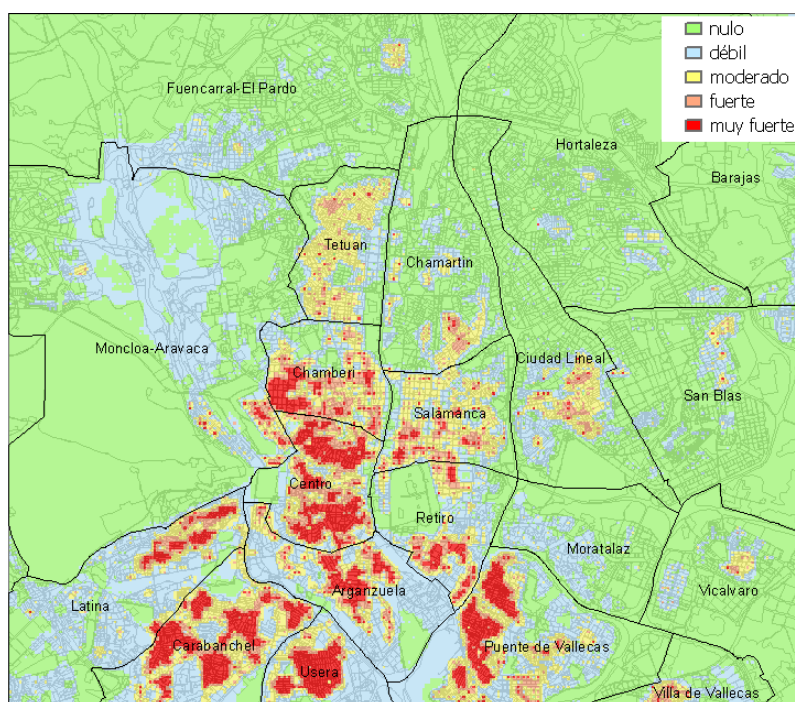 nulo
débil
moderado
fuerte
muy fuerte
Fuencarral-El Pardo
Hortaleza
Barajas
Tetuan
Chamartin
Moncloa-Aravaca
Chamberi
Ciudad Lineal
San Blas
Salamanca
Centro
Retiro
Moratalaz
Arganzuela
Vicalvaro
Latina
Carabanchel
Puente de Vallecas
Usera
Villa de Vallecas